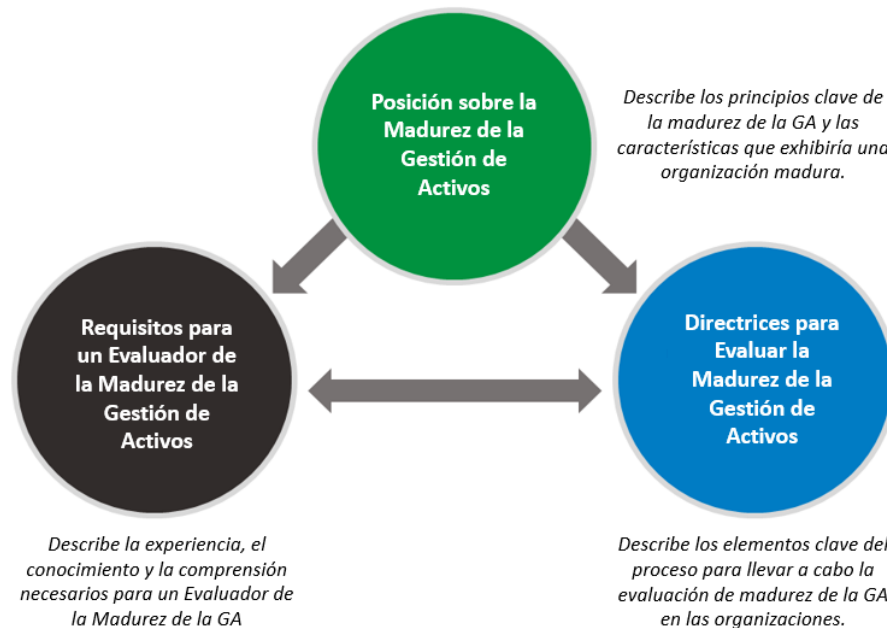 Posición sobre la
Madurez de la
Gestión de
Activos
Describe los principios clave de
la madurez de la GA y las
características que exhibiría una
organización madura.
Requisitos para
un Evaluador de
la Madurez de la
Gestión de
Activos
Directrices para
Evaluar la
Madurez de la
Gestión de
Activos
Describe la experiencia, el
conocimiento y la comprensión
necesarios para un Evaluador de
la Madurez de la GA
Describe los elementos clave del
proceso para llevar a cabo la
evaluación de madurez de la GA
en las organizaciones.